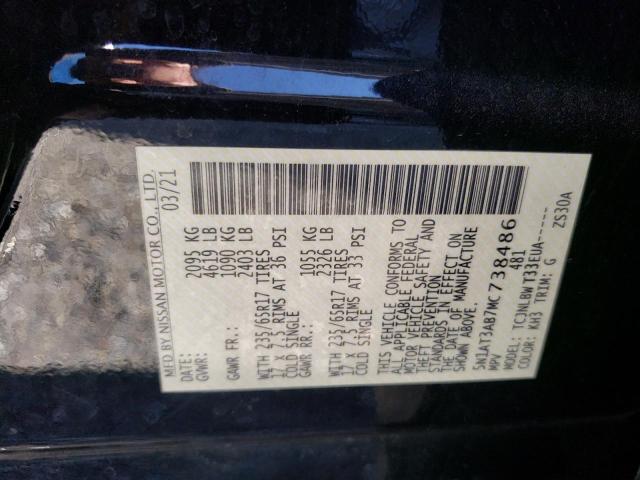 MFD BY NISSAN MOTOR CO., LTD.
DATE: 03/21
GVWR: 2095 KG
4619 LB
GAWR FR: 1090 KG
2403 LB
WITH 235/65R17 TIRES
17 x 7.5 RIMS AT 36 PSI
COLD SINGLE
GAWR RR: 1055 KG
2326 LB
WITH 235/65R17 TIRES
17 x 7.5 RIMS AT 33 PSI
COLD SINGLE
THIS VEHICLE CONFORMS TO
ALL APPLICABLE FEDERAL
MOTOR VEHICLE SAFETY AND
THEFT PREVENTION
STANDARDS IN EFFECT ON
THE DATE OF MANUFACTURE
SHOWN ABOVE.
5N1AT3AB7MC738486
MPV 481
MODEL: TC3NLBW T33EUA-----
COLOR: KH3 TRIM: G ZS30A